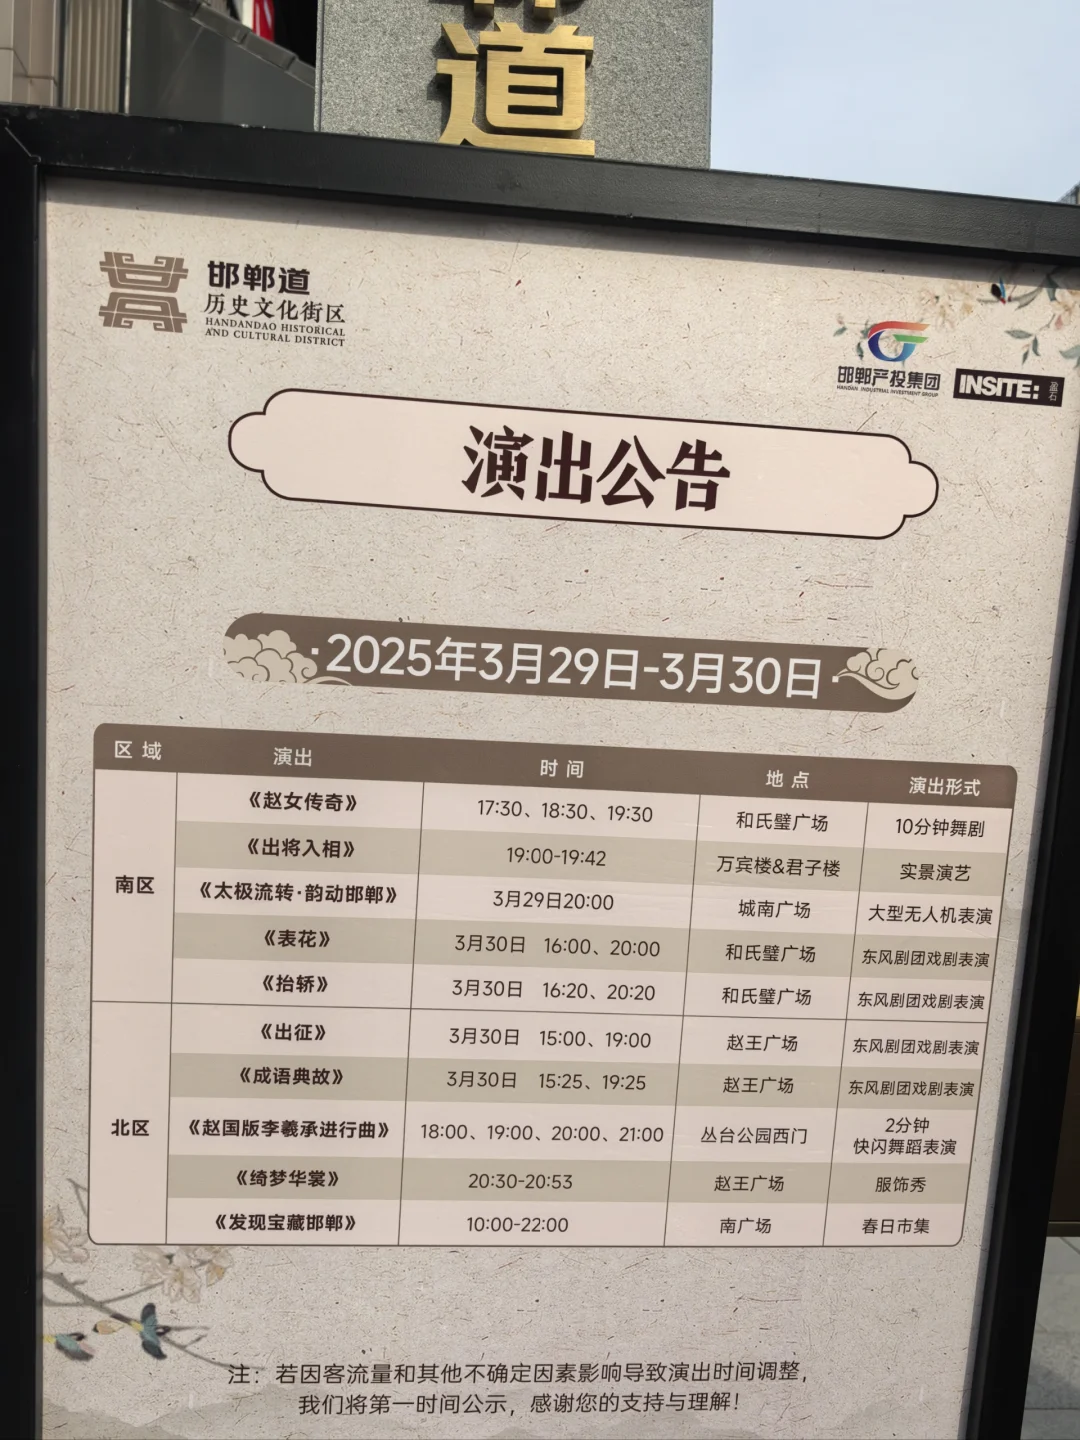 道
邯郸道
历史文化街区
HANDANDAO HISTORICAL
AND CULTURAL DISTRICT
邯郸产投集团
HANDAN INDUSTRIAL INVESTMENT GROUP
INSITE: 盈石
演出公告
·2025年3月29日-3月30日·
区域 演出 时间 地点 演出形式
南区
《赵女传奇》 17:30、18:30、19:30 和氏璧广场 10分钟舞剧
《出将入相》 19:00-19:42 万宾楼&君子楼 实景演艺
《太极流转·韵动邯郸》 3月29日20:00 城南广场 大型无人机表演
《表花》 3月30日 16:00、20:00 和氏璧广场 东风剧团戏剧表演
《抬轿》 3月30日 16:20、20:20 和氏璧广场 东风剧团戏剧表演
北区
《出征》 3月30日 15:00、19:00 赵王广场 东风剧团戏剧表演
《成语典故》 3月30日 15:25、19:25 赵王广场 东风剧团戏剧表演
《赵国版李羲承进行曲》 18:00、19:00、20:00、21:00 丛台公园西门 2分钟
快闪舞蹈表演
《绮梦华裳》 20:30-20:53 赵王广场 服饰秀
《发现宝藏邯郸》 10:00-22:00 南广场 春日市集
注：若因客流量和其他不确定因素影响导致演出时间调整，
我们将第一时间公示，感谢您的支持与理解！